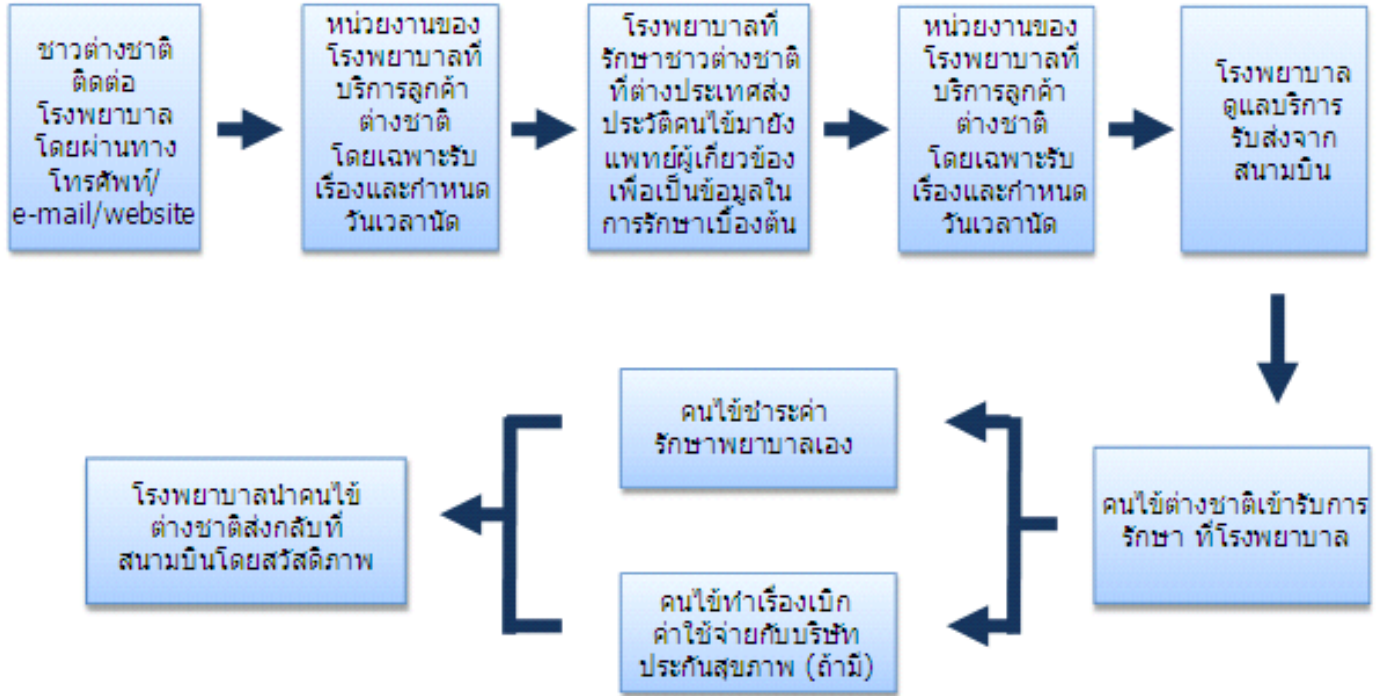 ชาวต่างชาติ
ติดต่อ
โรงพยาบาล
โดยผ่านทาง
โทรศัพท์/
e-mail/website
หน่วยงานของ
โรงพยาบาลที่
บริการลูกค้า
ต่างชาติ
โดยเฉพาะรับ
เรื่องและกำหนด
วันเวลานัด
โรงพยาบาลที่
รักษาชาวต่างชาติ
ที่ต่างประเทศส่ง
ประวัติคนไข้มายัง
แพทย์ผู้เกี่ยวข้อง
เพื่อเป็นข้อมูลใน
การรักษาเบื้องต้น
หน่วยงานของ
โรงพยาบาลที่
บริการลูกค้า
ต่างชาติ
โดยเฉพาะรับ
เรื่องและกำหนด
วันเวลานัด
โรงพยาบาล
ดูแลบริการ
รับส่งจาก
สนามบิน
คนไข้ต่างชาติเข้ารับการ
รักษา ที่โรงพยาบาล
คนไข้ชำระค่า
รักษาพยาบาลเอง
คนไข้ทำเรื่องเบิก
ค่าใช้จ่ายกับบริษัท
ประกันสุขภาพ (ถ้ามี)
โรงพยาบาลนำคนไข้
ต่างชาติส่งกลับที่
สนามบินโดยสวัสดิภาพ